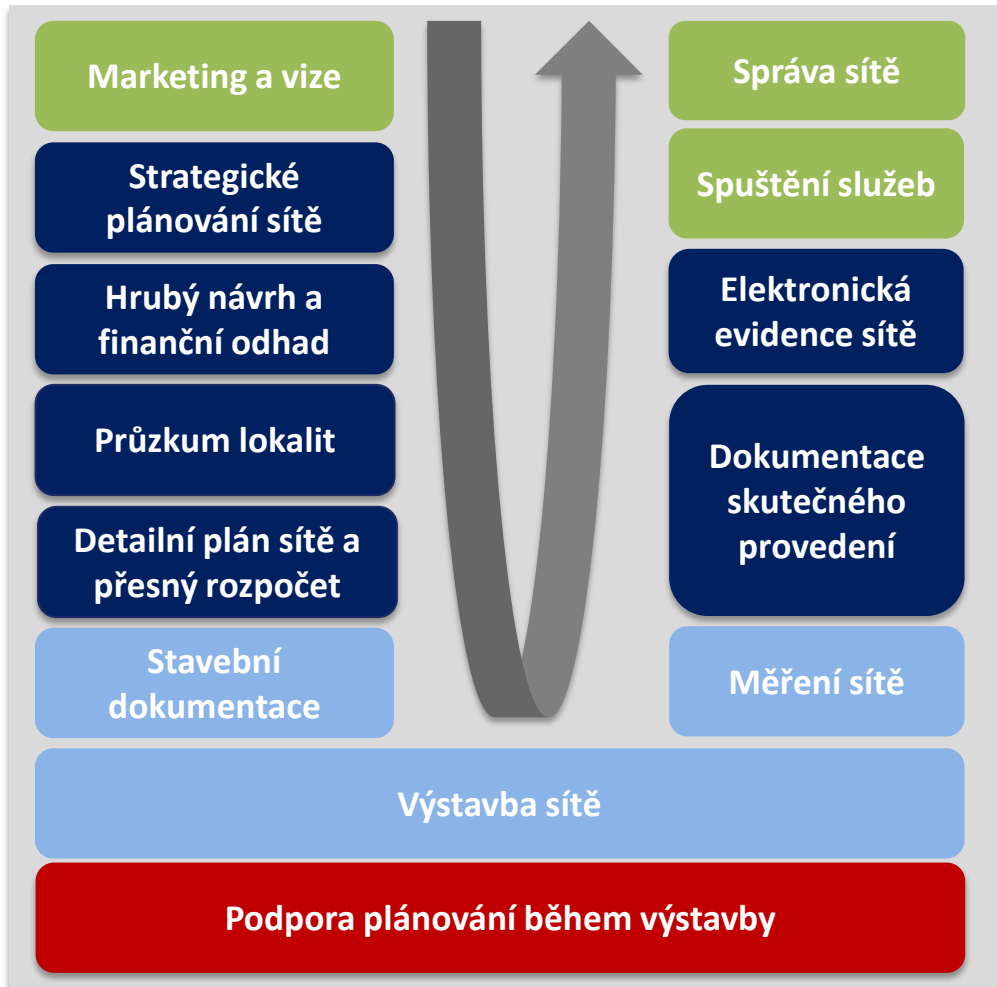 Marketing a vize
Strategické
plánování sítě
Hrubý návrh a
finanční odhad
Průzkum lokalit
Detailní plán sítě a
přesný rozpočet
Stavební
dokumentace
Správa sítě
Spuštění služeb
Elektronická
evidence sítě
Dokumentace
skutečného
provedení
Měření sítě
Výstavba sítě
Podpora plánování během výstavby